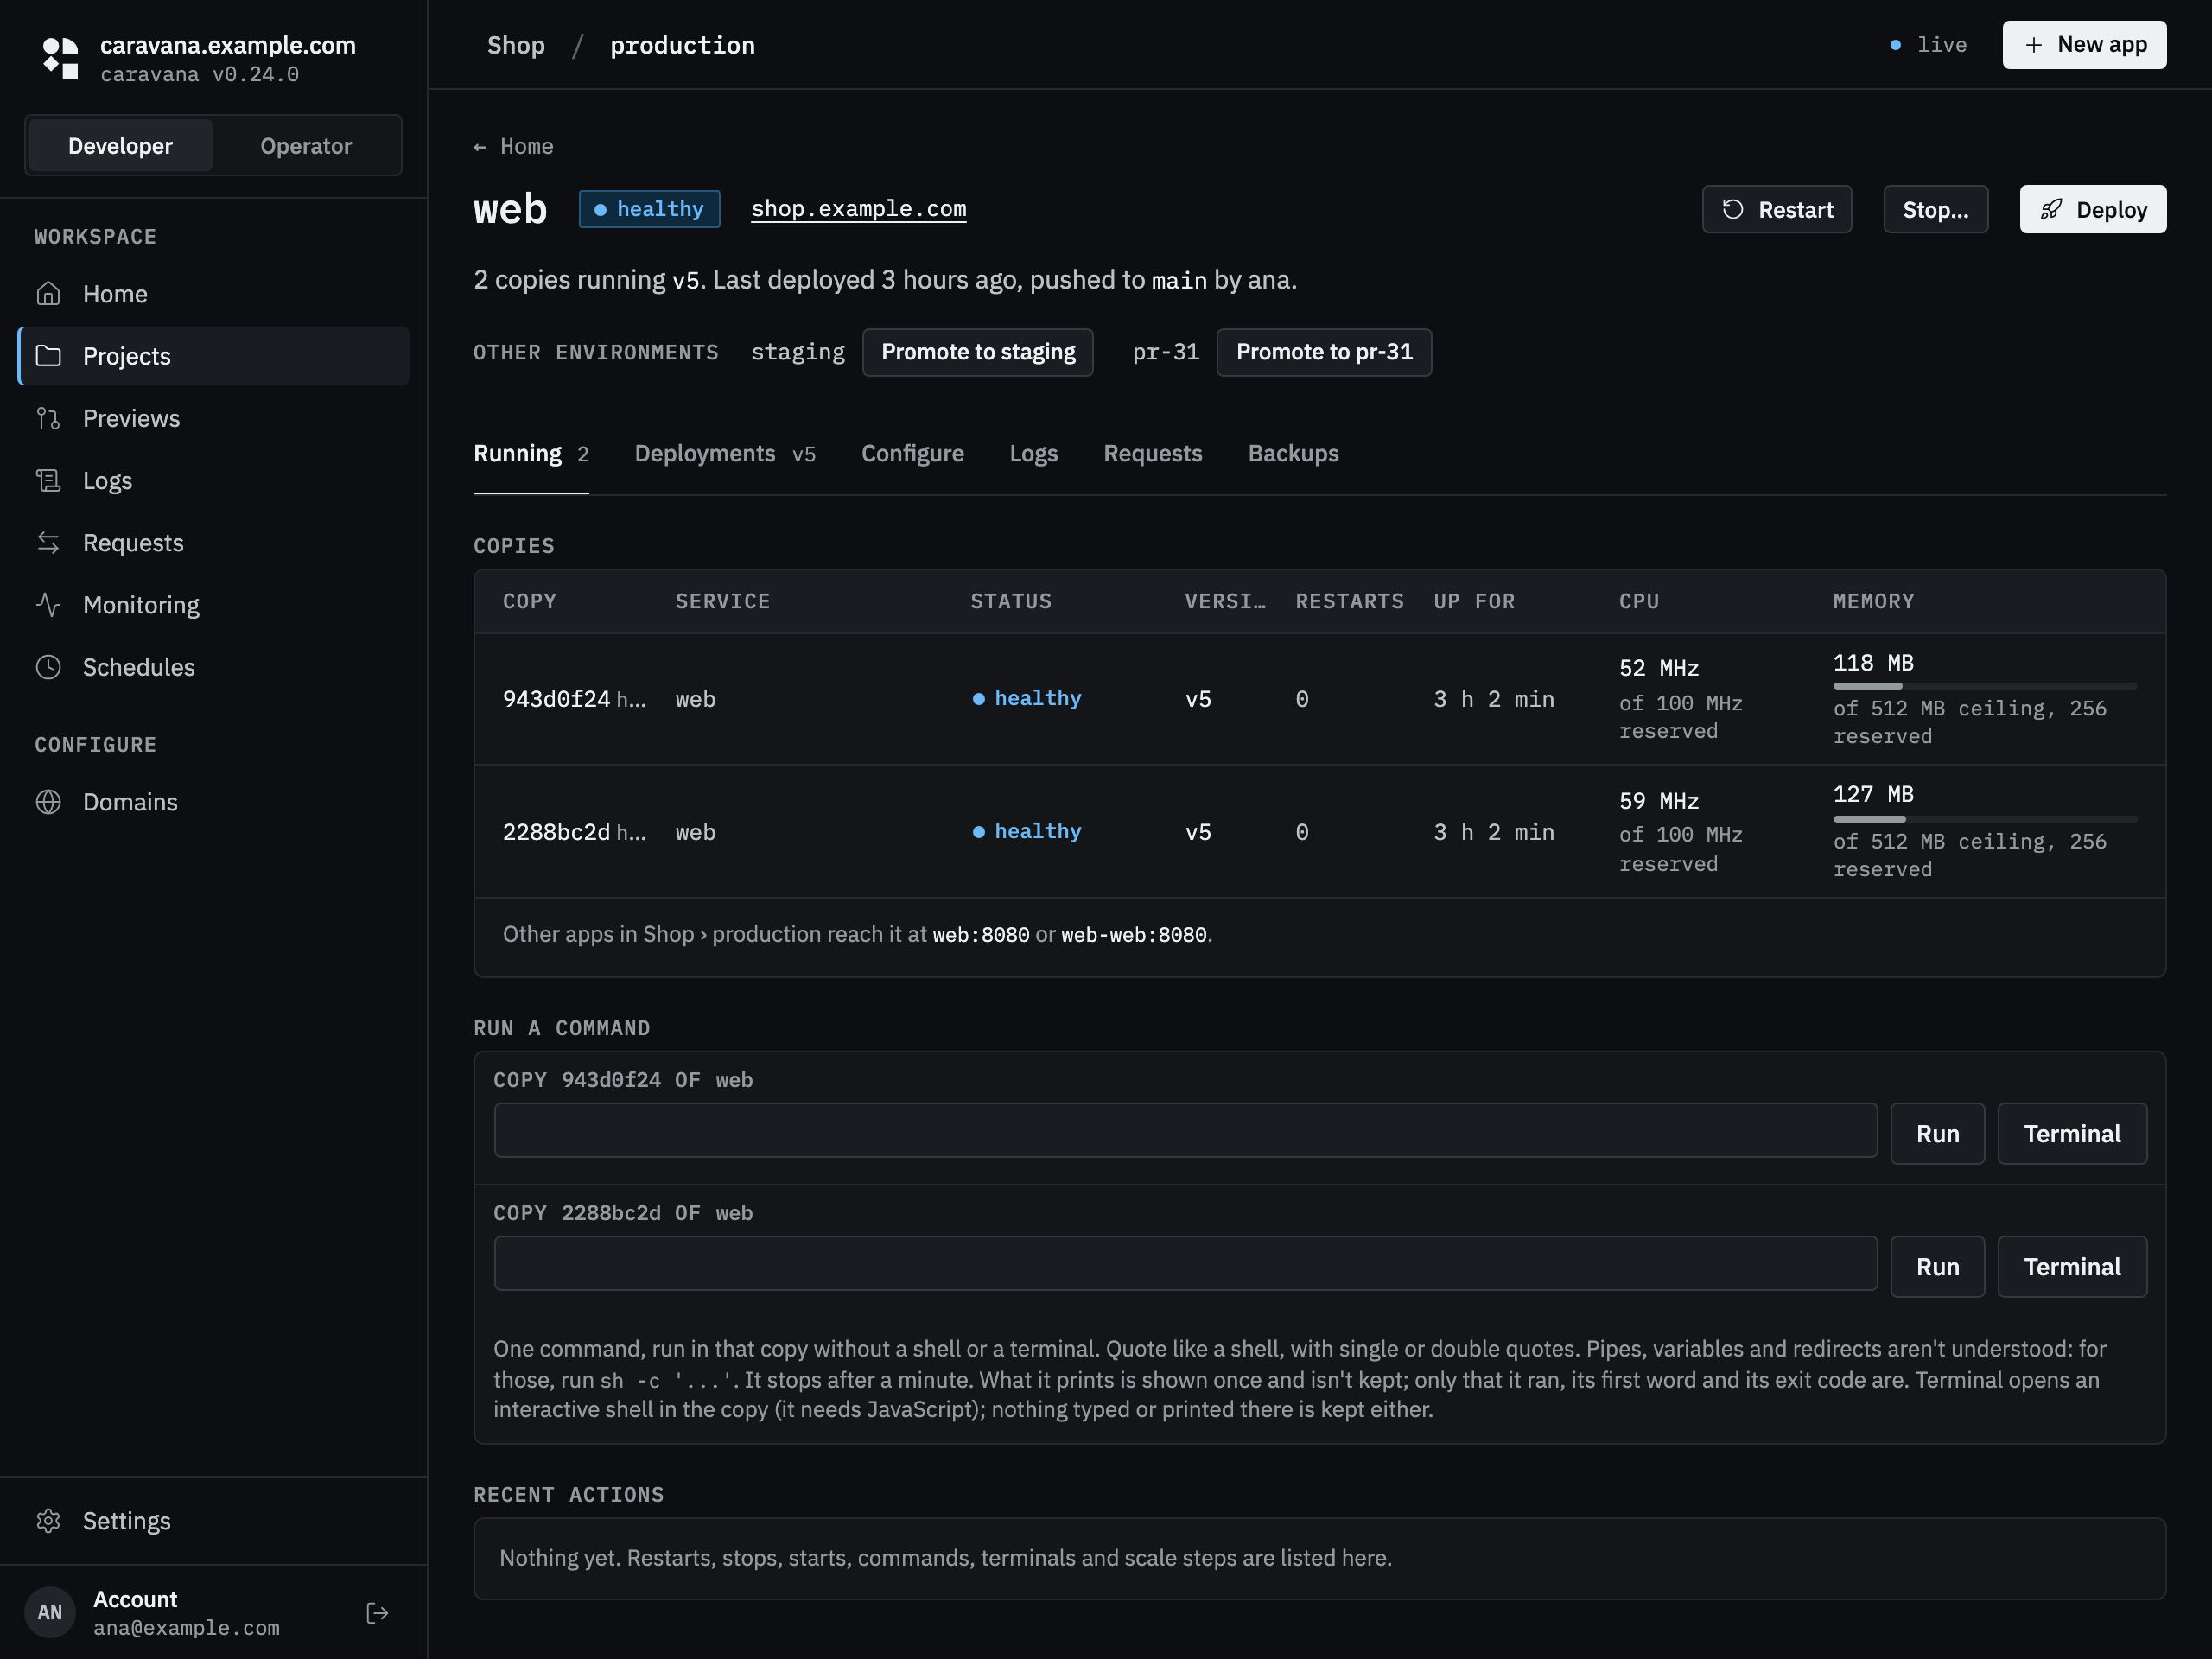 caravana.example.com
caravana v0.24.0
Developer
Operator
WORKSPACE
Home
Projects
Previews
Logs
Requests
Monitoring
Schedules
CONFIGURE
Domains
Settings
AN
Account
ana@example.com
Shop / production
live
+ New app
← Home
web
healthy
shop.example.com
Restart
Stop...
Deploy
2 copies running v5. Last deployed 3 hours ago, pushed to main by ana.
OTHER ENVIRONMENTS staging Promote to staging pr-31 Promote to pr-31
Running 2 Deployments v5 Configure Logs Requests Backups
COPIES
COPY SERVICE STATUS VERSI… RESTARTS UP FOR CPU MEMORY
943d0f24 h… web healthy v5 0 3 h 2 min
52 MHz
of 100 MHz
reserved
118 MB
of 512 MB ceiling, 256
reserved
2288bc2d h… web healthy v5 0 3 h 2 min
59 MHz
of 100 MHz
reserved
127 MB
of 512 MB ceiling, 256
reserved
Other apps in Shop › production reach it at web:8080 or web-web:8080.
RUN A COMMAND
COPY 943d0f24 OF web
Run
Terminal
COPY 2288bc2d OF web
Run
Terminal
One command, run in that copy without a shell or a terminal. Quote like a shell, with single or double quotes. Pipes, variables and redirects aren't understood: for
those, run sh -c '...'. It stops after a minute. What it prints is shown once and isn't kept; only that it ran, its first word and its exit code are. Terminal opens an
interactive shell in the copy (it needs JavaScript); nothing typed or printed there is kept either.
RECENT ACTIONS
Nothing yet. Restarts, stops, starts, commands, terminals and scale steps are listed here.